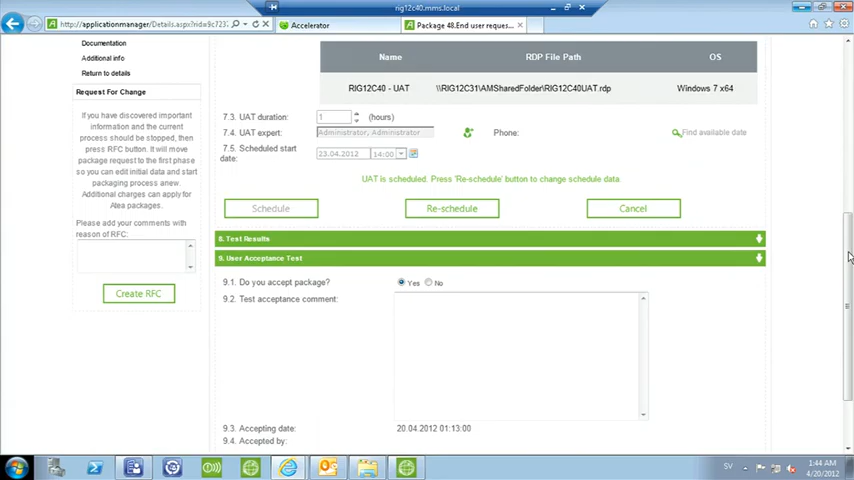 rig12c40.mms.local
http://applicationmanager/Details.aspx?rid=9c723
Accelerator
Package 48.End user reques...
Documentation
Additional info
Return to details
Request For Change
If you have discovered important
information and the current
process should be stopped, then
press 'RFC' button. It will move
package request to the first phase
so you can edit initial data and start
packaging process anew.
Additional charges can apply for
Atea packages.
Please add your comments with
reason of RFC:
Create RFC
Name
RDP File Path
OS
RIG12C40 - UAT
\\RIG12C31\AMSharedFolder\RIG12C40UAT.rdp
Windows 7 x64
7.3. UAT duration:
1
(hours)
7.4. UAT expert:
Administrator, Administrator
Phone:
Find available date
7.5. Scheduled start
date:
23.04.2012
14:00
UAT is scheduled. Press 'Re-schedule' button to change schedule data.
Schedule
Re-schedule
Cancel
8. Test Results
9. User Acceptance Test
9.1. Do you accept package?
Yes
No
9.2. Test acceptance comment:
9.3. Accepting date:
20.04.2012 01:13:00
9.4. Accepted by:
SV
1:44 AM
4/20/2012